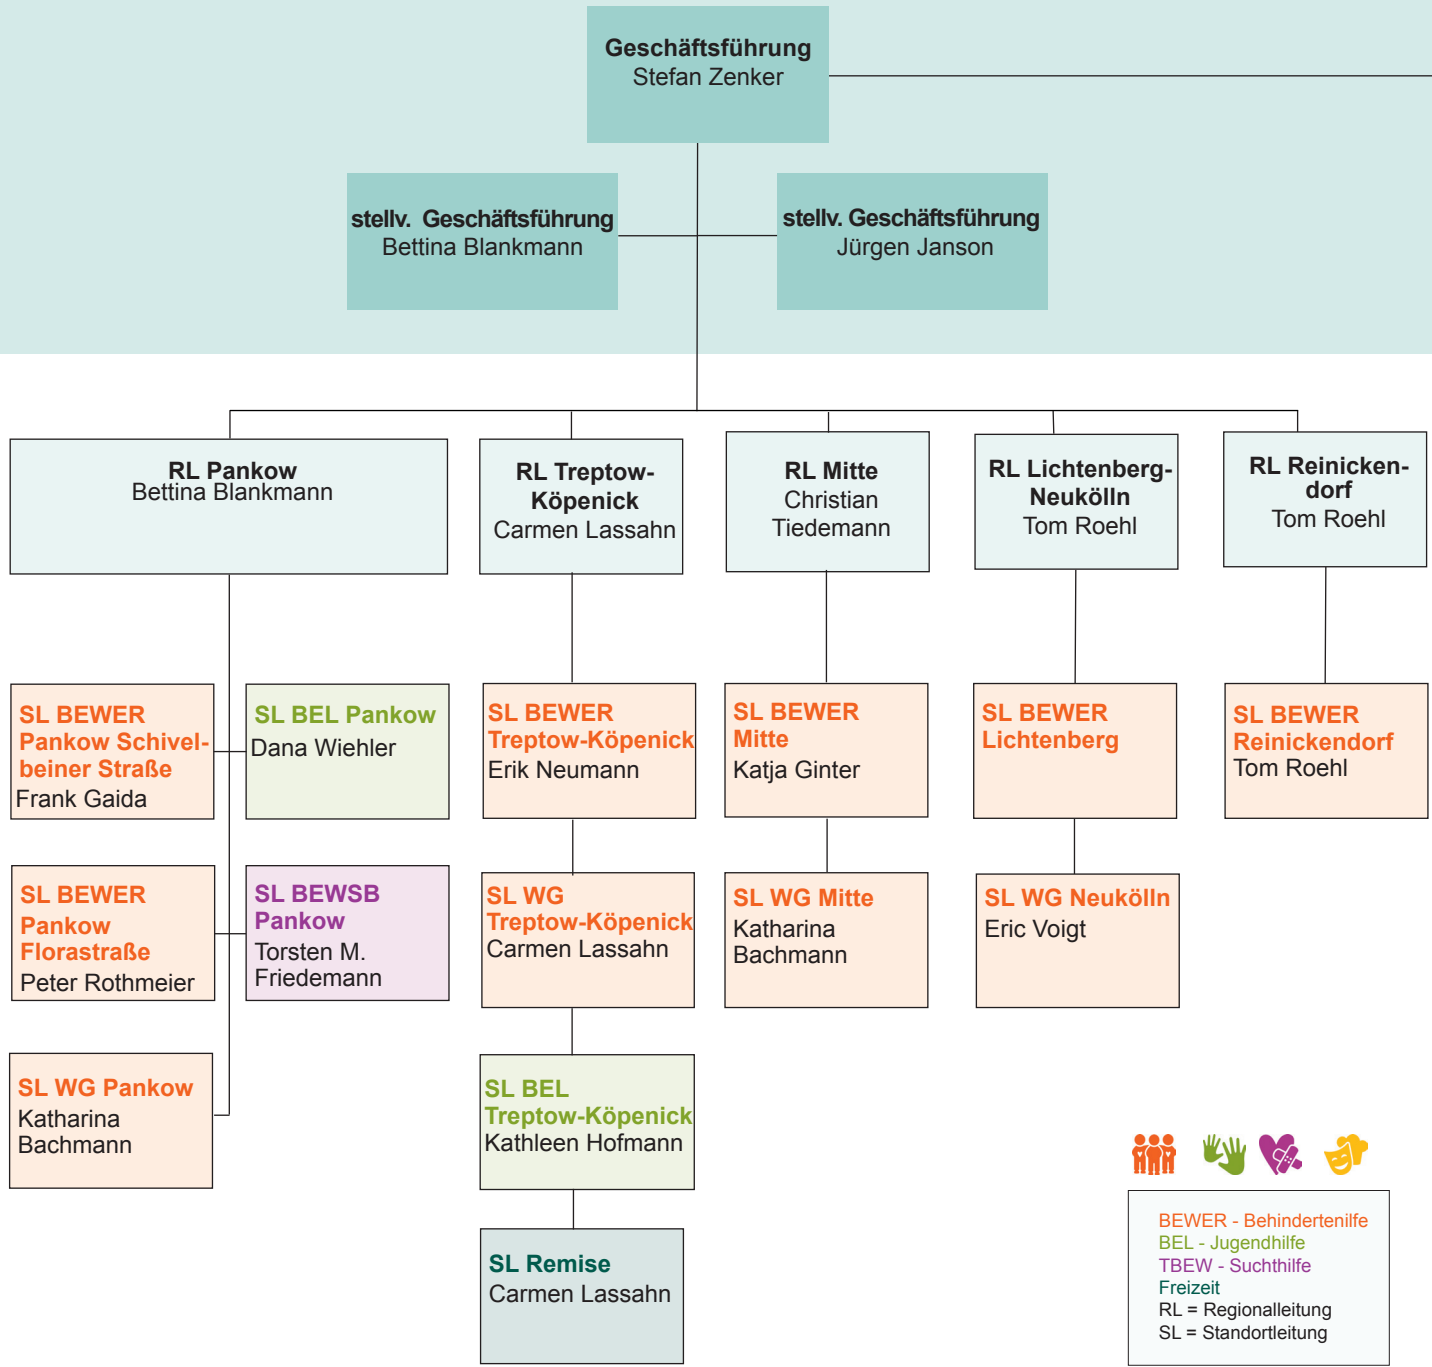 Geschäftsführung
Stefan Zenker
stellv. Geschäftsführung
Bettina Blankmann
stellv. Geschäftsführung
Jürgen Janson
RL Pankow
Bettina Blankmann
RL Treptow-
Köpenick
Carmen Lassahn
RL Mitte
Christian
Tiedemann
RL Lichtenberg-
Neukölln
Tom Roehl
RL Reinicken-
dorf
Tom Roehl
SL BEWER
Pankow Schivel-
beiner Straße
Frank Gaida
SL BEL Pankow
Dana Wiehler
SL BEWER
Treptow-Köpenick
Erik Neumann
SL BEWER
Mitte
Katja Ginter
SL BEWER
Lichtenberg
SL BEWER
Reinickendorf
Tom Roehl
SL BEWER
Pankow
Florastraße
Peter Rothmeier
SL BEWSB
Pankow
Torsten M.
Friedemann
SL WG
Treptow-Köpenick
Carmen Lassahn
SL WG Mitte
Katharina
Bachmann
SL WG Neukölln
Eric Voigt
SL WG Pankow
Katharina
Bachmann
SL BEL
Treptow-Köpenick
Kathleen Hofmann
SL Remise
Carmen Lassahn
BEWER - Behindertenilfe
BEL - Jugendhilfe
TBEW - Suchthilfe
Freizeit
RL = Regionalleitung
SL = Standortleitung